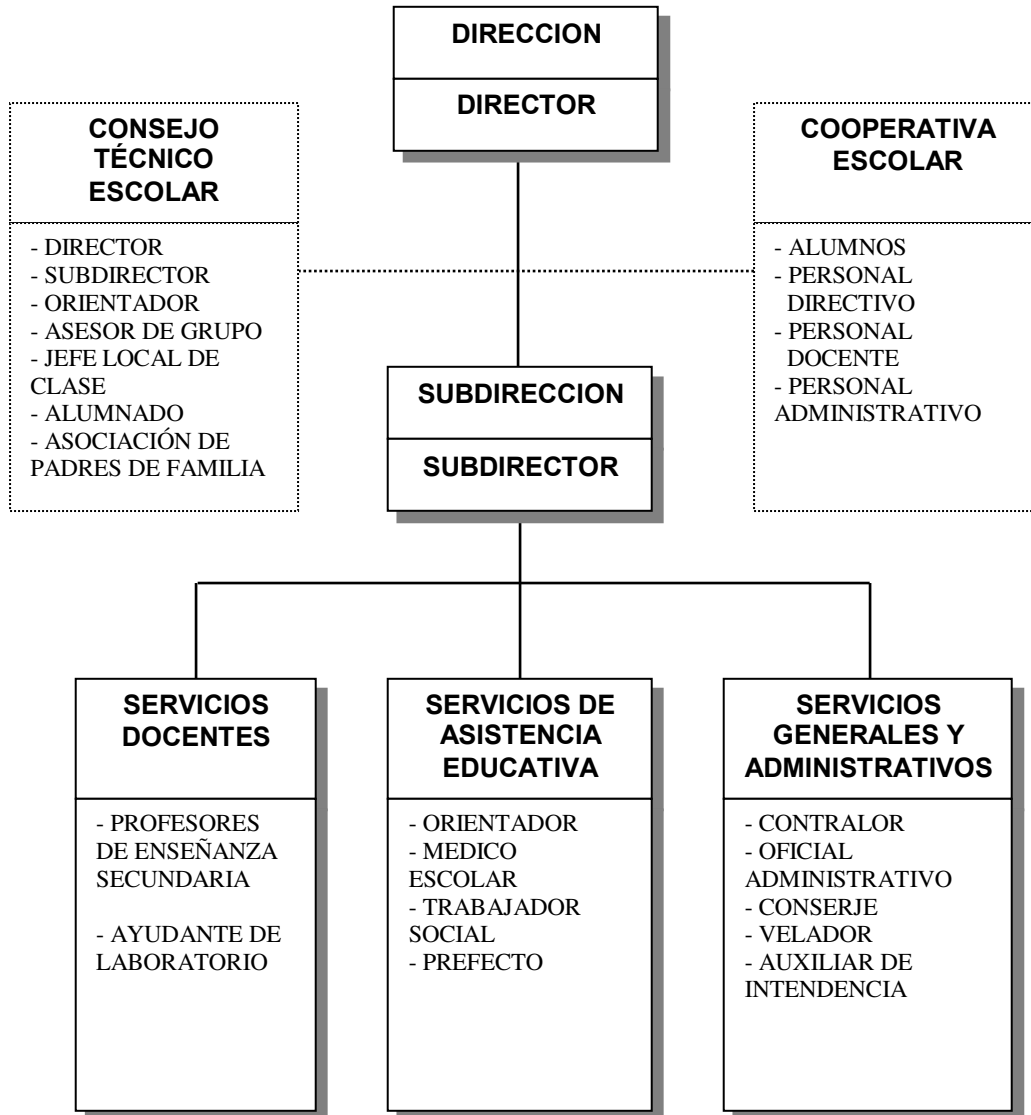 DIRECCION
DIRECTOR
CONSEJO
TÉCNICO
ESCOLAR
- DIRECTOR
- SUBDIRECTOR
- ORIENTADOR
- ASESOR DE GRUPO
- JEFE LOCAL DE
CLASE
- ALUMNADO
- ASOCIACIÓN DE
PADRES DE FAMILIA
COOPERATIVA
ESCOLAR
- ALUMNOS
- PERSONAL
DIRECTIVO
- PERSONAL
DOCENTE
- PERSONAL
ADMINISTRATIVO
SUBDIRECCION
SUBDIRECTOR
SERVICIOS
DOCENTES
- PROFESORES
DE ENSEÑANZA
SECUNDARIA
- AYUDANTE DE
LABORATORIO
SERVICIOS DE
ASISTENCIA
EDUCATIVA
- ORIENTADOR
- MEDICO
ESCOLAR
- TRABAJADOR
SOCIAL
- PREFECTO
SERVICIOS
GENERALES Y
ADMINISTRATIVOS
- CONTRALOR
- OFICIAL
ADMINISTRATIVO
- CONSERJE
- VELADOR
- AUXILIAR DE
INTENDENCIA